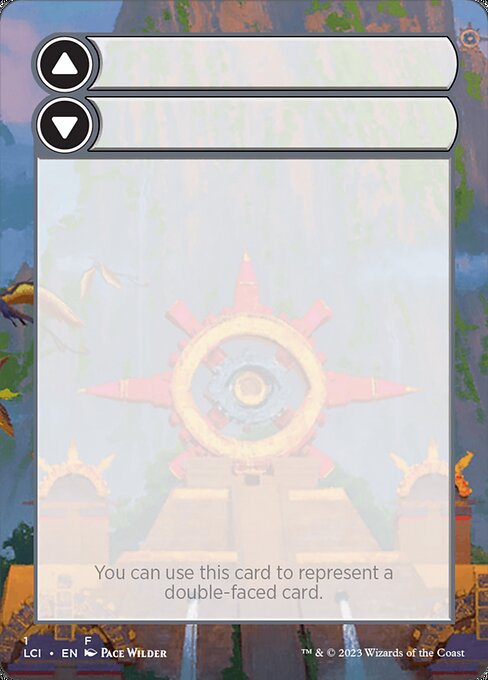 You can use this card to represent a
double-faced card.
1 F
LCI • EN PACE WILDER
™ & © 2023 Wizards of the Coast